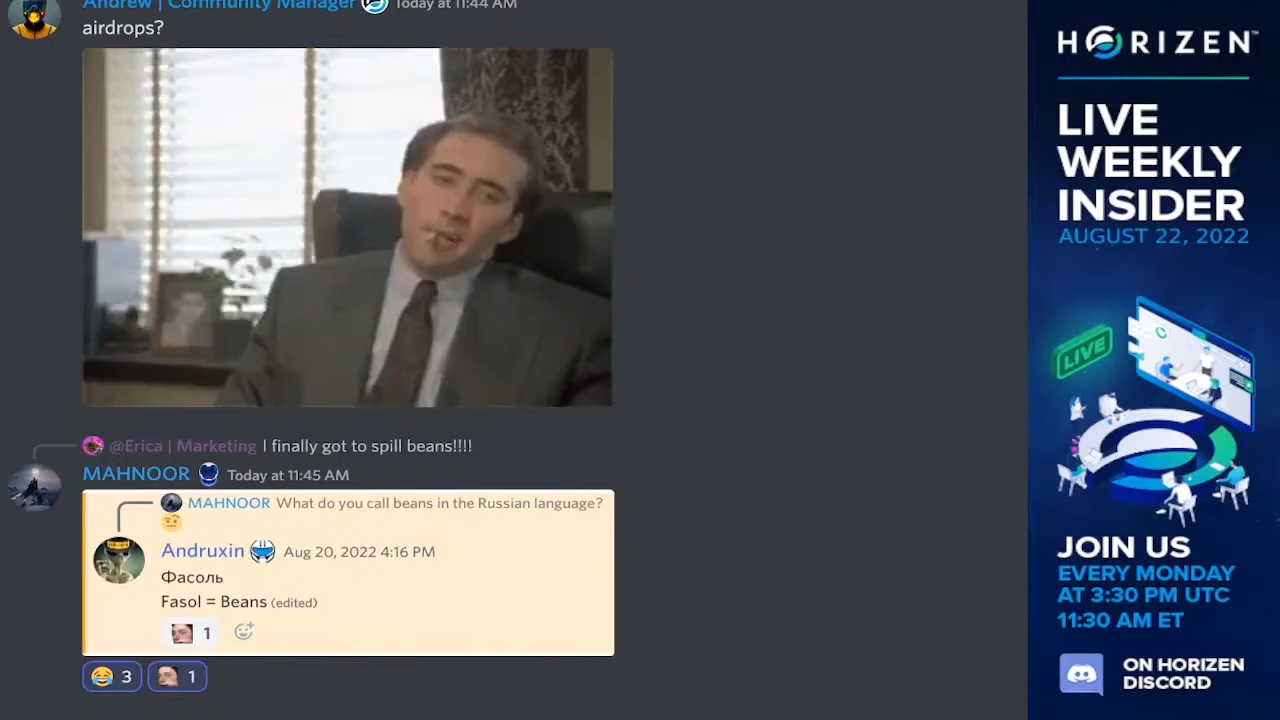 Andrew | Community Manager Today at 11:44 AM
airdrops?
@Erica | Marketing I finally got to spill beans!!!!
MAHNOOR Today at 11:45 AM
MAHNOOR What do you call beans in the Russian language?
Andruxin Aug 20, 2022 4:16 PM
Фасоль
Fasol = Beans (edited)
1
3 1
HORIZEN™
LIVE
WEEKLY
INSIDER
AUGUST 22, 2022
LIVE
JOIN US
EVERY MONDAY
AT 3:30 PM UTC
11:30 AM ET
ON HORIZEN
DISCORD